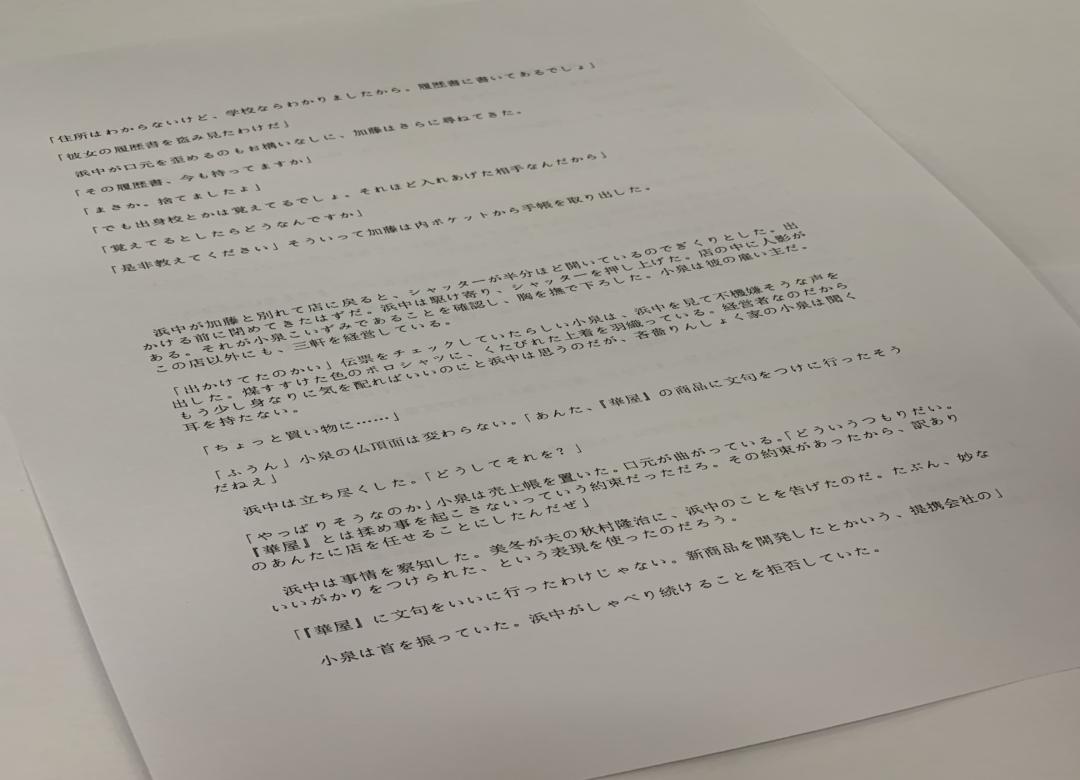 「住所はわからないけど、学校ならわかりましたから。履歴書に書いてあるでしょ」
「彼女の履歴書を盗み見たわけだ」
浜中が口元を歪めるのもお構いなしに、加藤はさらに尋ねてきた。
「その履歴書、今も持ってますか」
「まさか。捨てましたよ」
「でも出身校とかは覚えてるでしょ。それほど入れあげた相手なんだから」
「覚えてるとしたらどうなんですか」
「是非教えてください」そういって加藤は内ポケットから手帳を取り出した。
浜中が加藤と別れて店に戻ると、シャッターが半分ほど開いているのでぎくりとした。出
かける前に閉めてきたはずだ。浜中は駆け寄り、シャッターを押し上げた。店の中に人影が
ある。それが小泉こいずみであることを確認し、胸を撫で下ろした。小泉は彼の雇い主だ。
この店以外にも、三軒を経営している。
「出かけてたのかい」伝票をチェックしていたらしい小泉は、浜中を見て不機嫌そうな声を
出した。煤すすけた色のポロシャツに、くたびれた上着を羽織っている。経営者なのだから
もう少し身なりに気を配ればいいのにと浜中は思うのだが、吝嗇りんしょく家の小泉は聞く
耳を持たない。
「ちょっと買い物に……」
「ふうん」小泉の仏頂面は変わらない。「あんた、『華屋』の商品に文句をつけに行ったそう
だねえ」
浜中は立ち尽くした。「どうしてそれを？」
「やっぱりそうなのか」小泉は売上帳を置いた。口元が曲がっている。「どういうつもりだい。
『華屋』とは揉め事を起こさないっていう約束だっただろ。その約束があったから、訳あり
のあんたに店を任せることにしたんだぜ」
浜中は事情を察知した。美冬が夫の秋村隆治に、浜中のことを告げたのだ。たぶん、妙な
いいがかりをつけられた、という表現を使ったのだろう。
「『華屋』に文句をいいに行ったわけじゃない。新商品を開発したとかいう、提携会社の」
小泉は首を振っていた。浜中がしゃべり続けることを拒否していた。